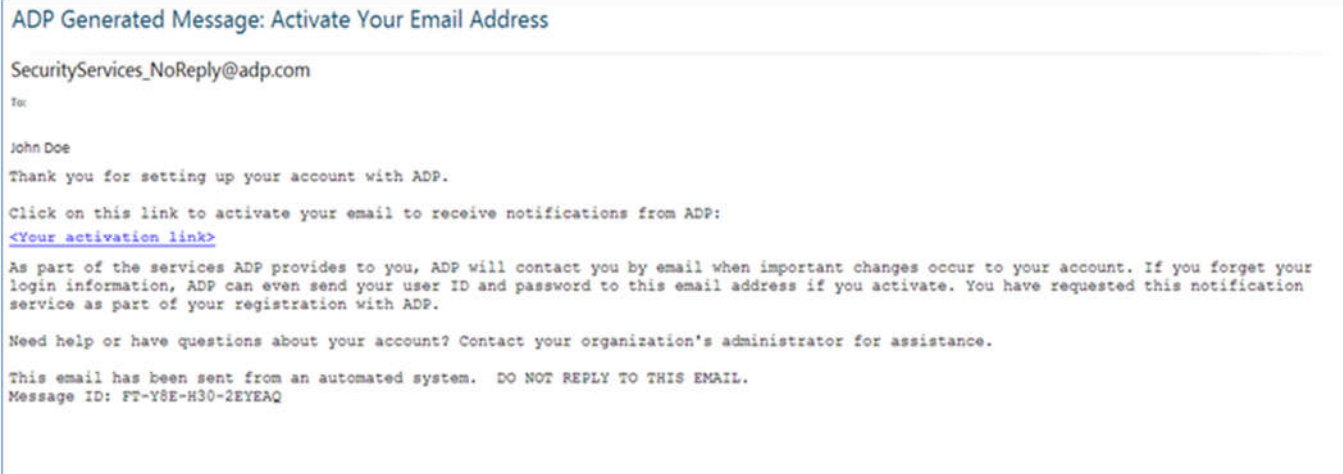 ADP Generated Message: Activate Your Email Address
SecurityServices_NoReply@adp.com
To:
John Doe
Thank you for setting up your account with ADP.
Click on this link to activate your email to receive notifications from ADP:
<Your activation link>
As part of the services ADP provides to you, ADP will contact you by email when important changes occur to your account. If you forget your
login information, ADP can even send your user ID and password to this email address if you activate. You have requested this notification
service as part of your registration with ADP.
Need help or have questions about your account? Contact your organization's administrator for assistance.
This email has been sent from an automated system.  DO NOT REPLY TO THIS EMAIL.
Message ID: FT-Y8E-H30-2EYEAQ